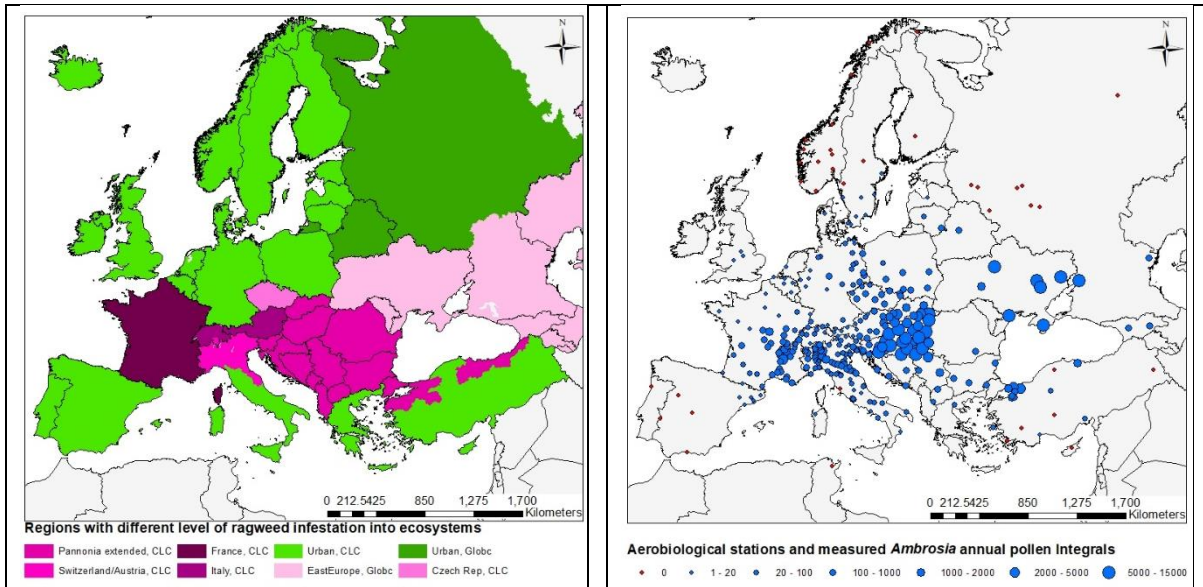 N
0 212.5425 850 1,275 1,700
Kilometers
Regions with different level of ragweed infestation into ecosystems
Pannonia extended, CLC France, CLC Urban, CLC Urban, Globc
Switzerland/Austria, CLC Italy, CLC EastEurope, Globc Czech Rep, CLC
N
0 212.5425 850 1,275 1,700
Kilometers
Aerobiological stations and measured Ambrosia annual pollen Integrals
0 1 - 20 20 - 100 100 -1000 1000 -2000 2000 -5000 5000 -15000